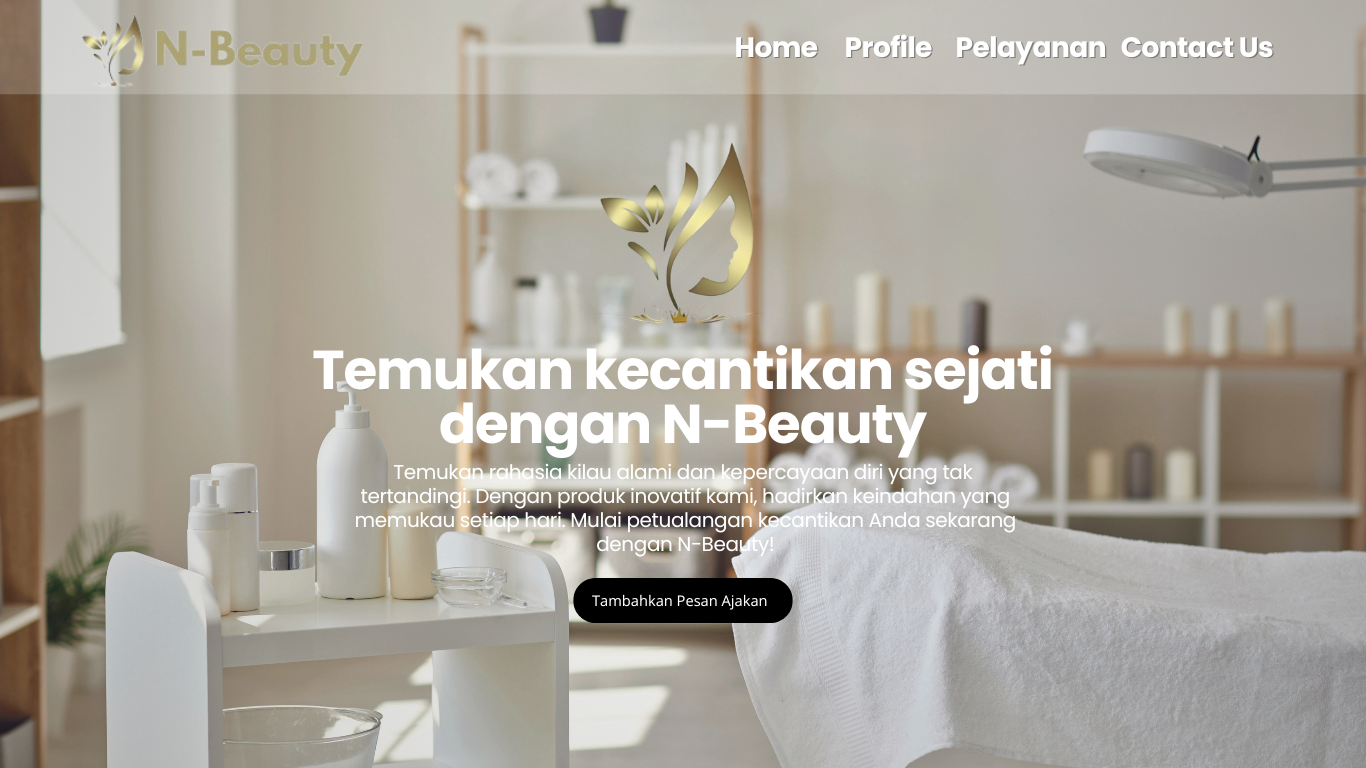 N-Beauty
Home Profile Pelayanan Contact Us
Temukan kecantikan sejati
dengan N-Beauty
Temukan rahasia kilau alami dan kepercayaan diri yang tak
tertandingi. Dengan produk inovatif kami, hadirkan keindahan yang
memukau setiap hari. Mulai petualangan kecantikan Anda sekarang
dengan N-Beauty!
Tambahkan Pesan Ajakan